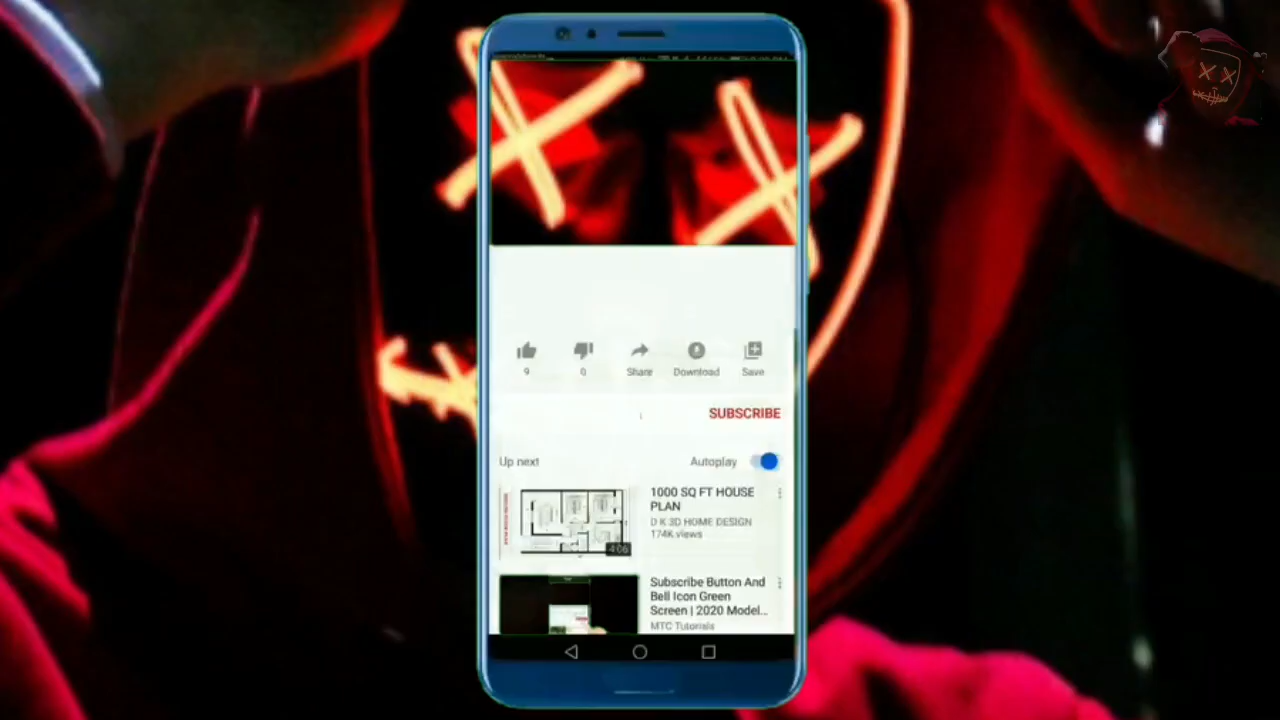 9
0
Share
Download
Save
SUBSCRIBE
Up next
Autoplay
1000 SQ FT HOUSE
PLAN
D K 3D HOME DESIGN
174K views
4:06
Subscribe Button And
Bell Icon Green
Screen | 2020 Model...
MTC Tutorials